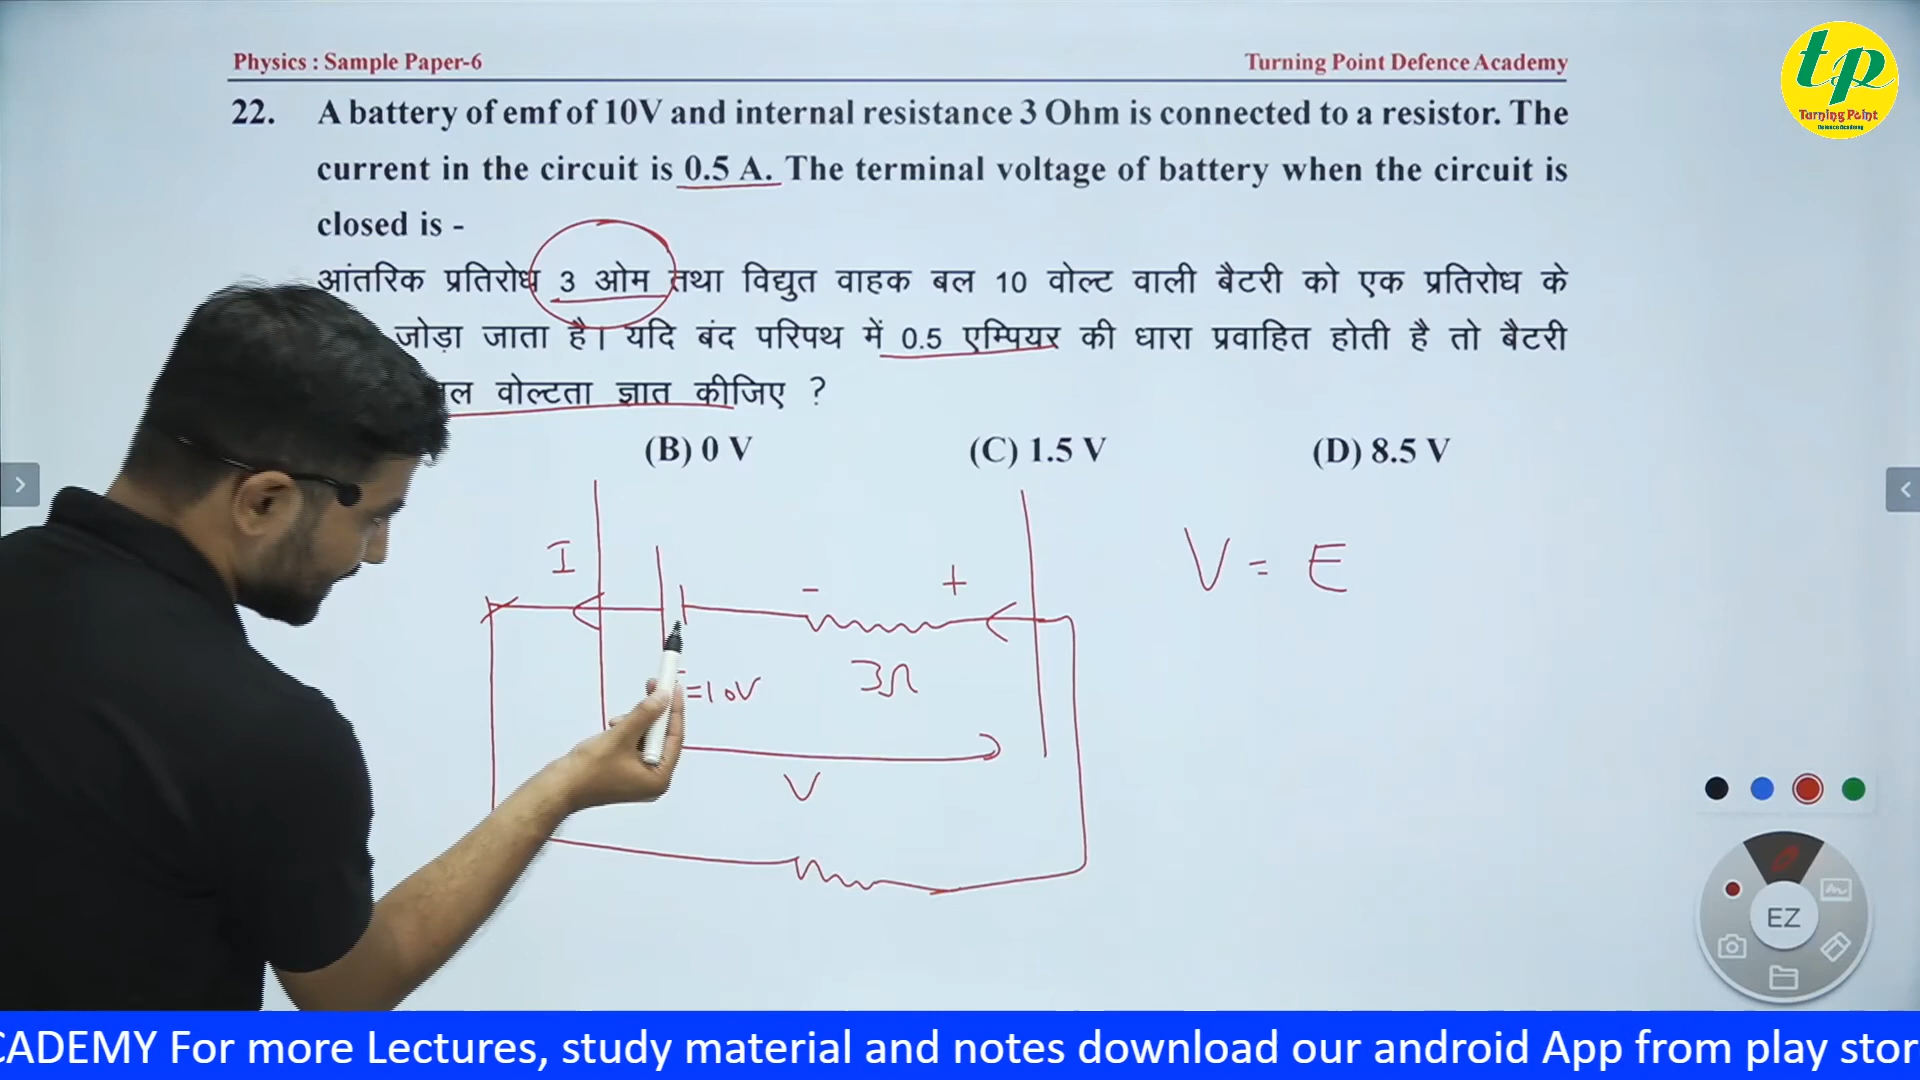 Physics : Sample Paper-6
Turning Point Defence Academy
tp
Turning Point
Defence Academy
22. A battery of emf of 10V and internal resistance 3 Ohm is connected to a resistor. The
current in the circuit is 0.5 A. The terminal voltage of battery when the circuit is
closed is -
आंतरिक प्रतिरोध 3 ओम तथा विद्युत वाहक बल 10 वोल्ट वाली बैटरी को एक प्रतिरोध के
जोड़ा जाता है। यदि बंद परिपथ में 0.5 एम्पियर की धारा प्रवाहित होती है तो बैटरी
वोल्टता ज्ञात कीजिए ?
(B) 0 V (C) 1.5 V (D) 8.5 V
I - + V = E
=10V 3Ω
V
EZ
CADEMY For more Lectures, study material and notes download our android App from play stor